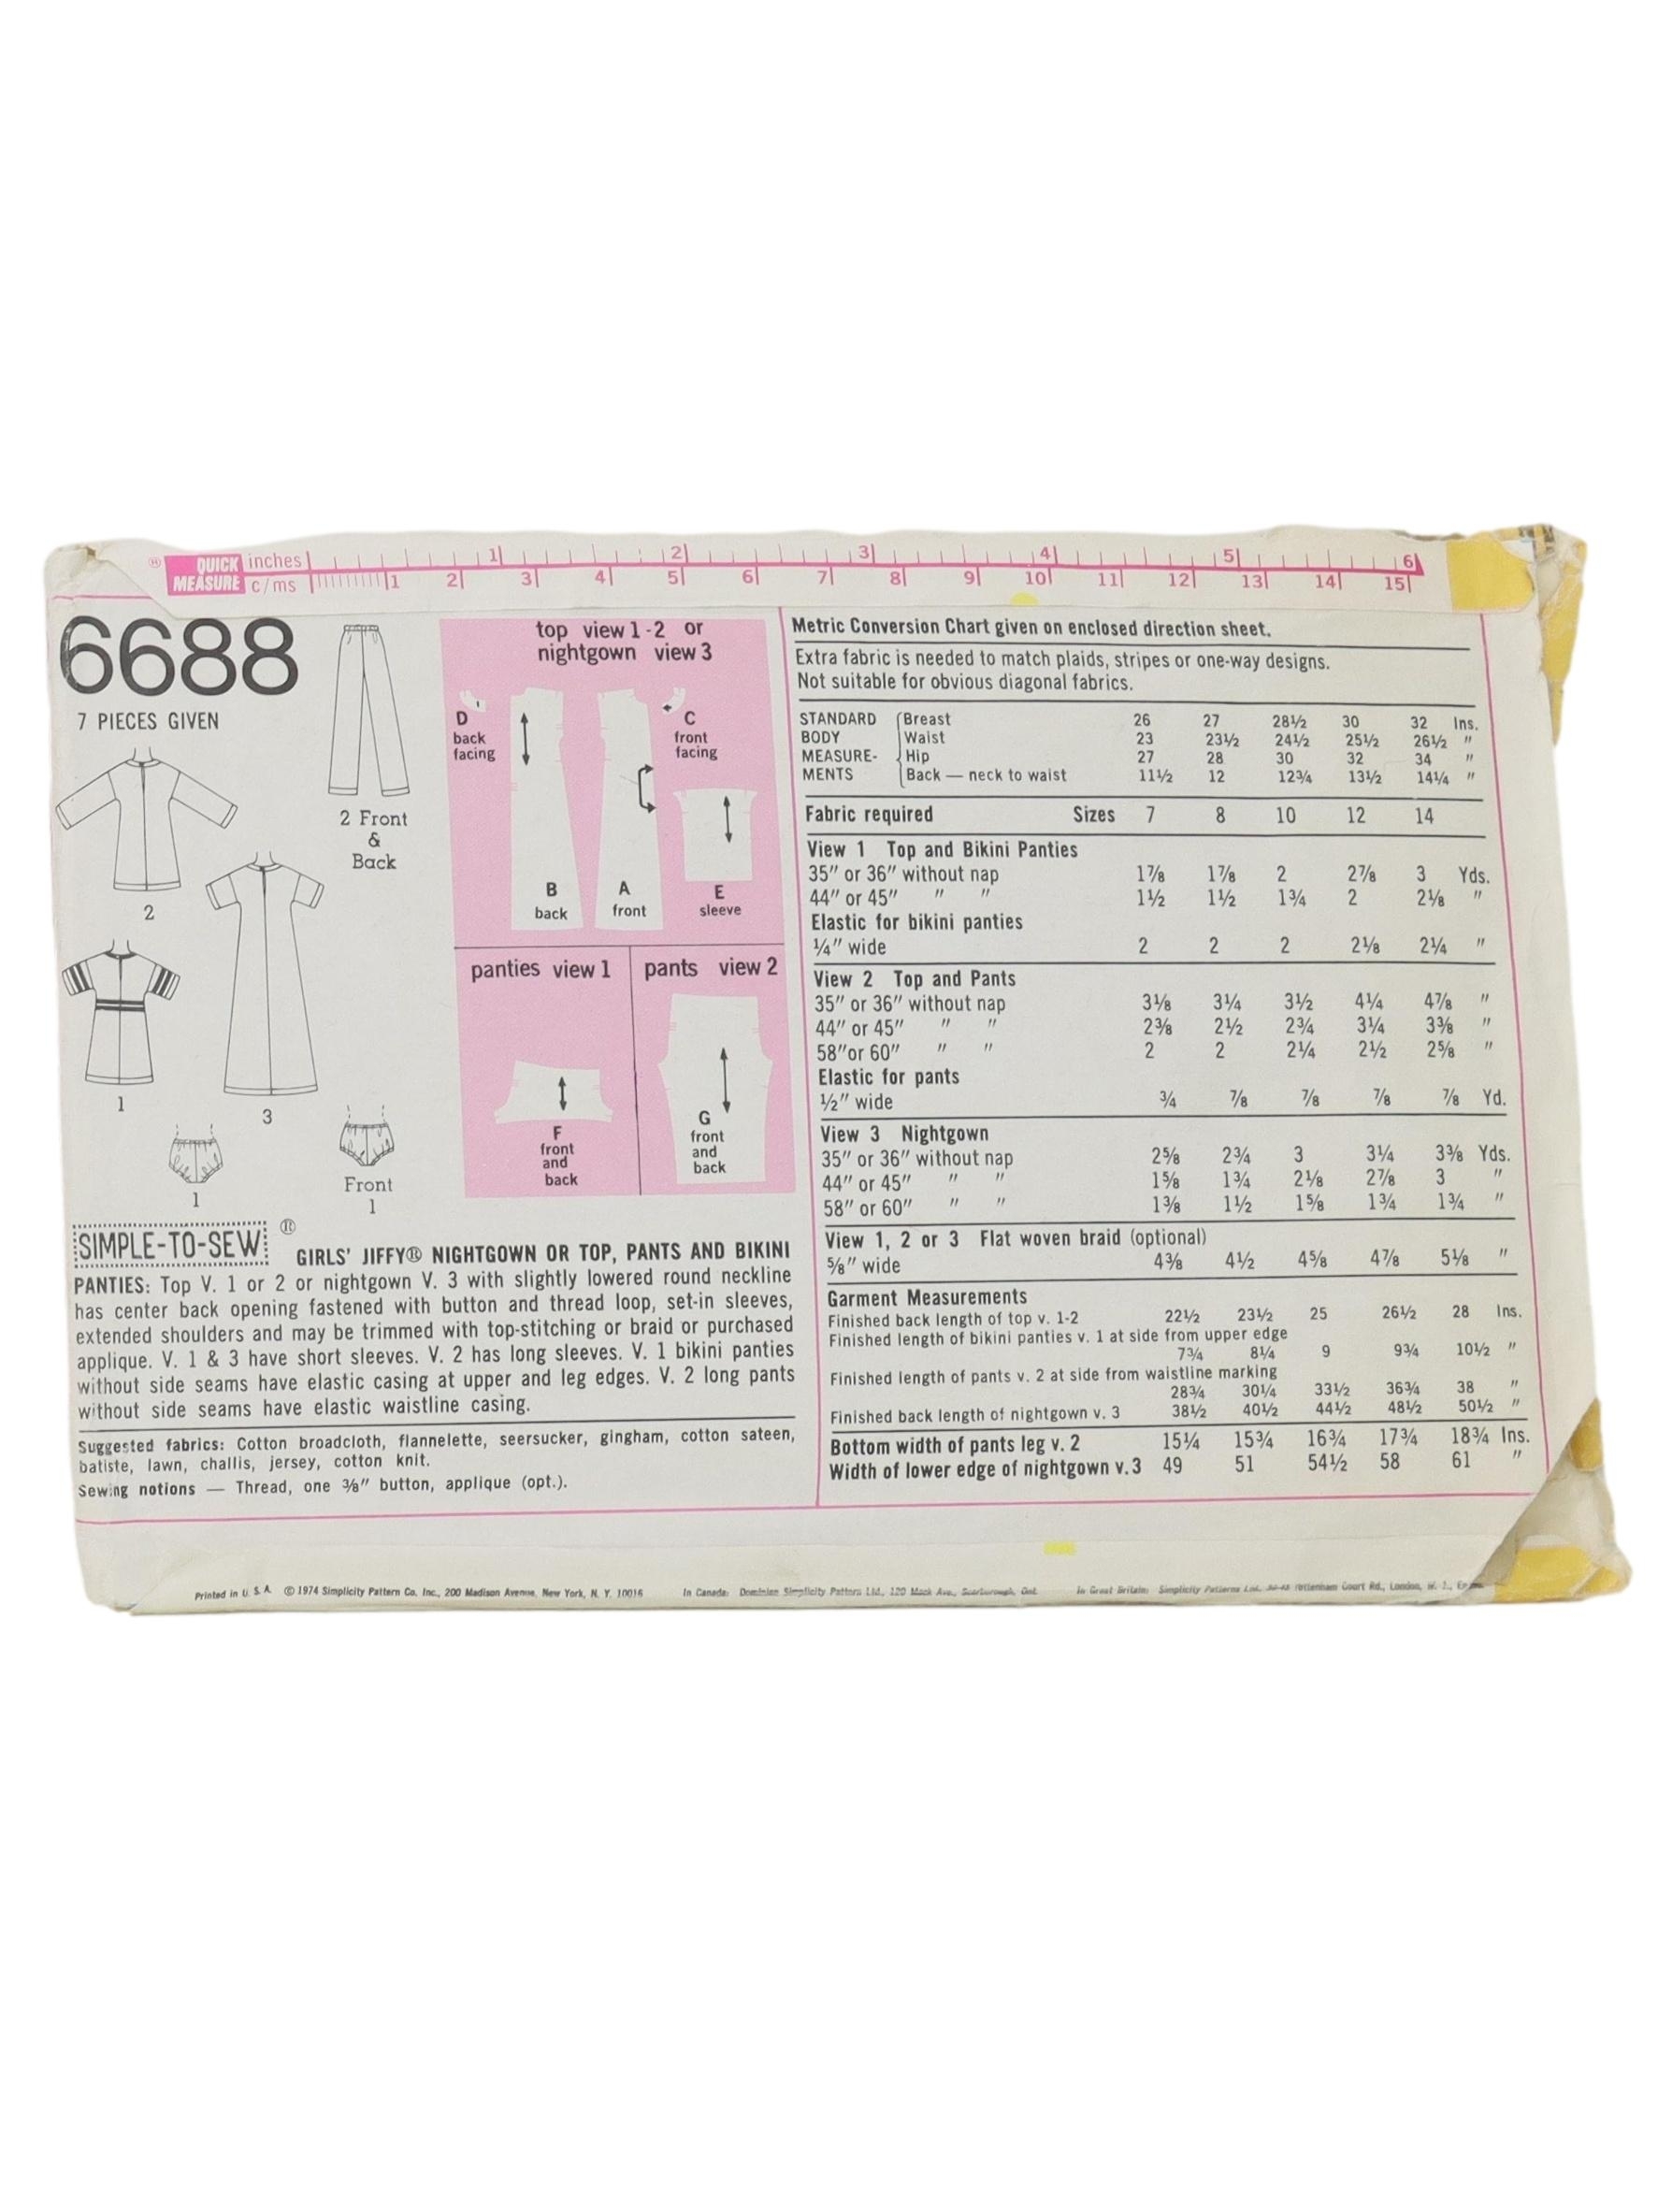 QUICK MEASURE inches 1 2 3 4 5 6
c/ms 1 2 3 4 5 6 7 8 9 10 11 12 13 14 15
6688
7 PIECES GIVEN
2 Front
&
Back
2
1
3
1
Front
1
top view 1-2 or
nightgown view 3
D
back
facing
C
front
facing
B
back
A
front
E
sleeve
panties view 1
pants view 2
F
front
and
back
G
front
and
back
SIMPLE-TO-SEW ®
GIRLS' JIFFY® NIGHTGOWN OR TOP, PANTS AND BIKINI
PANTIES: Top V. 1 or 2 or nightgown V. 3 with slightly lowered round neckline
has center back opening fastened with button and thread loop, set-in sleeves,
extended shoulders and may be trimmed with top-stitching or braid or purchased
applique. V. 1 & 3 have short sleeves. V. 2 has long sleeves. V. 1 bikini panties
without side seams have elastic casing at upper and leg edges. V. 2 long pants
without side seams have elastic waistline casing.
Suggested fabrics: Cotton broadcloth, flannelette, seersucker, gingham, cotton sateen,
batiste, lawn, challis, jersey, cotton knit.
Sewing notions — Thread, one ⅜" button, applique (opt.).
Metric Conversion Chart given on enclosed direction sheet.
Extra fabric is needed to match plaids, stripes or one-way designs.
Not suitable for obvious diagonal fabrics.
STANDARD Breast 26 27 28½ 30 32 Ins.
BODY Waist 23 23½ 24½ 25½ 26½ "
MEASURE- Hip 27 28 30 32 34 "
MENTS Back — neck to waist 11½ 12 12¾ 13½ 14¼ "
Fabric required Sizes 7 8 10 12 14
View 1 Top and Bikini Panties
35" or 36" without nap 1⅞ 1⅞ 2 2⅞ 3 Yds.
44" or 45" " " 1½ 1½ 1¾ 2 2⅛ "
Elastic for bikini panties
¼" wide 2 2 2 2⅛ 2¼ "
View 2 Top and Pants
35" or 36" without nap 3⅛ 3¼ 3½ 4¼ 4⅞ "
44" or 45" " " 2⅜ 2½ 2¾ 3¼ 3⅜ "
58"or 60" " " 2 2 2¼ 2½ 2⅝ "
Elastic for pants
½" wide ¾ ⅞ ⅞ ⅞ ⅞ Yd.
View 3 Nightgown
35" or 36" without nap 2⅝ 2¾ 3 3¼ 3⅜ Yds.
44" or 45" " " 1⅝ 1¾ 2⅛ 2⅞ 3 "
58" or 60" " " 1⅜ 1½ 1⅝ 1¾ 1¾ "
View 1, 2 or 3 Flat woven braid (optional)
⅝" wide 4⅜ 4½ 4⅝ 4⅞ 5⅛ "
Garment Measurements
Finished back length of top v. 1-2 22½ 23½ 25 26½ 28 Ins.
Finished length of bikini panties v. 1 at side from upper edge
7¾ 8¼ 9 9¾ 10½ "
Finished length of pants v. 2 at side from waistline marking
28¾ 30¼ 33½ 36¾ 38 "
Finished back length of nightgown v. 3 38½ 40½ 44½ 48½ 50½ "
Bottom width of pants leg v. 2 15¼ 15¾ 16¾ 17¾ 18¾ Ins.
Width of lower edge of nightgown v.3 49 51 54½ 58 61 "
Printed in U. S. A. © 1974 Simplicity Pattern Co. Inc., 200 Madison Avenue, New York, N. Y. 10016 In Canada: Dominion Simplicity Patterns Ltd., 120 Mack Ave., Scarborough, Ont. In Great Britain: Simplicity Patterns Ltd. Tottenham Court Rd., London,